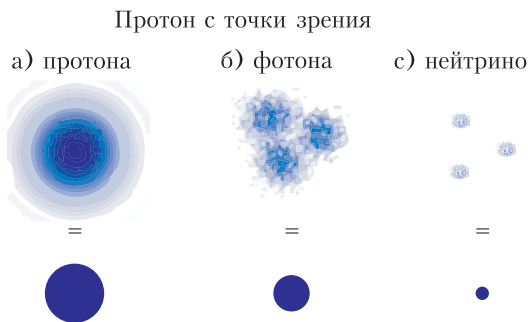 Протон с точки зрения
а) протона б) фотона с) нейтрино
= = =